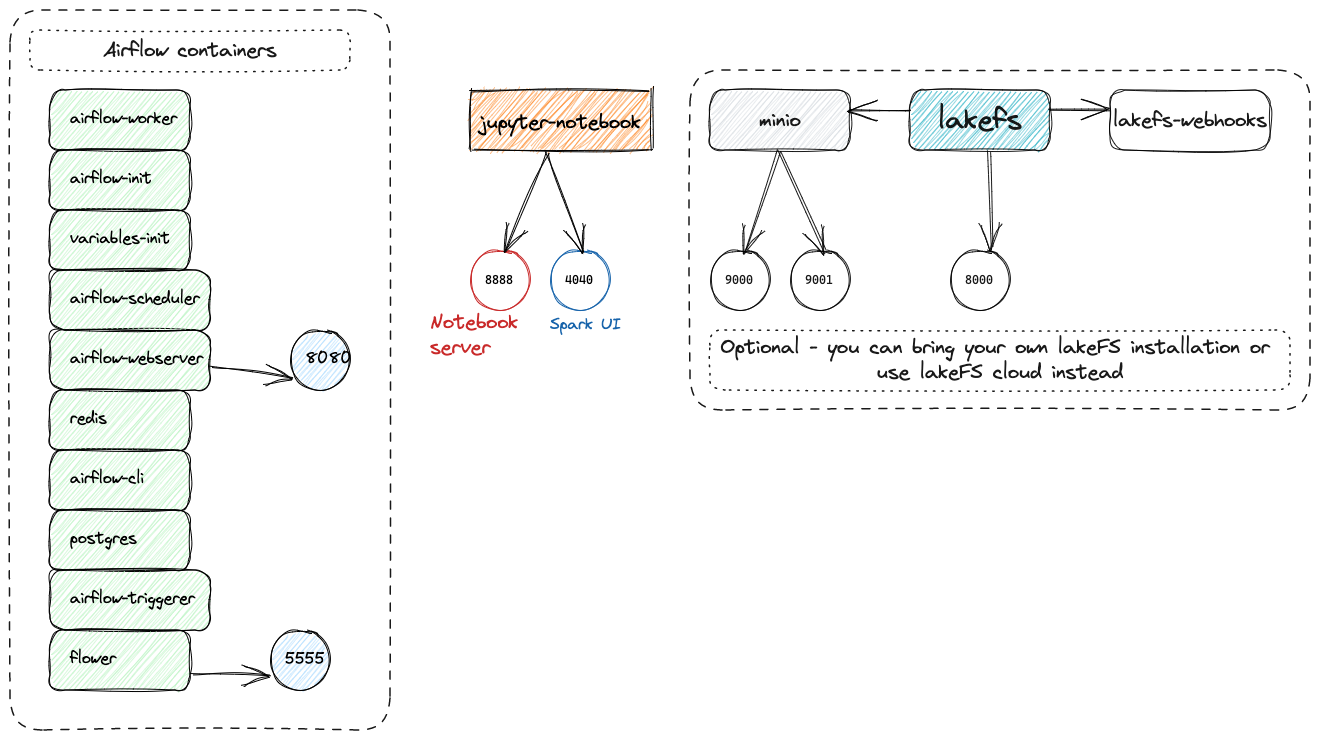 Airflow containers
airflow-worker
airflow-init
variables-init
airflow-scheduler
airflow-webserver
8080
redis
airflow-cli
postgres
airflow-triggerer
flower
5555
jupyter-notebook
8888
4040
Notebook
server
Spark UI
minio
lakefs
lakefs-webhooks
9000
9001
8000
Optional - you can bring your own lakeFS installation or
use lakeFS cloud instead